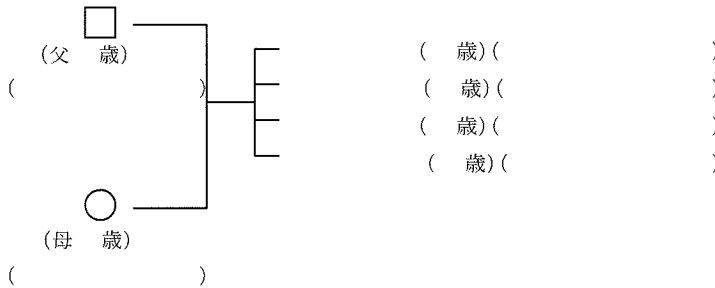 (父　歳)
(　　　　　　　)
(　歳)(　　　　　　　)
(　歳)(　　　　　　　)
(　歳)(　　　　　　　)
(　歳)(　　　　　　　)
(母　歳)
(　　　　　　　)